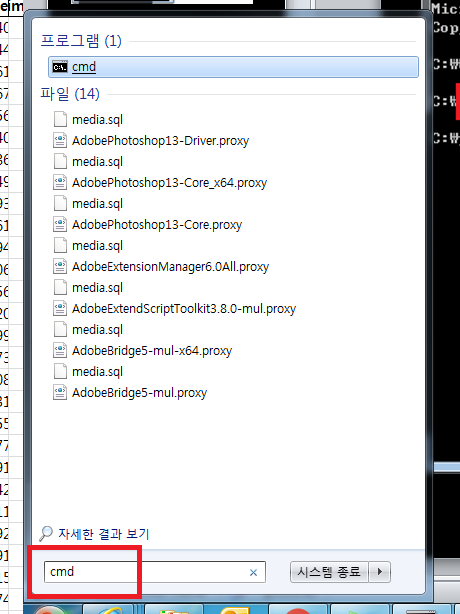 프로그램 (1)
cmd
파일 (14)
media.sql
AdobePhotoshop13-Driver.proxy
media.sql
AdobePhotoshop13-Core_x64.proxy
media.sql
AdobePhotoshop13-Core.proxy
media.sql
AdobeExtensionManager6.0All.proxy
media.sql
AdobeExtendScriptToolkit3.8.0-mul.proxy
media.sql
AdobeBridge5-mul-x64.proxy
media.sql
AdobeBridge5-mul.proxy
자세한 결과 보기
cmd
시스템 종료
Micr
Cop
C:₩
C:₩
C:₩